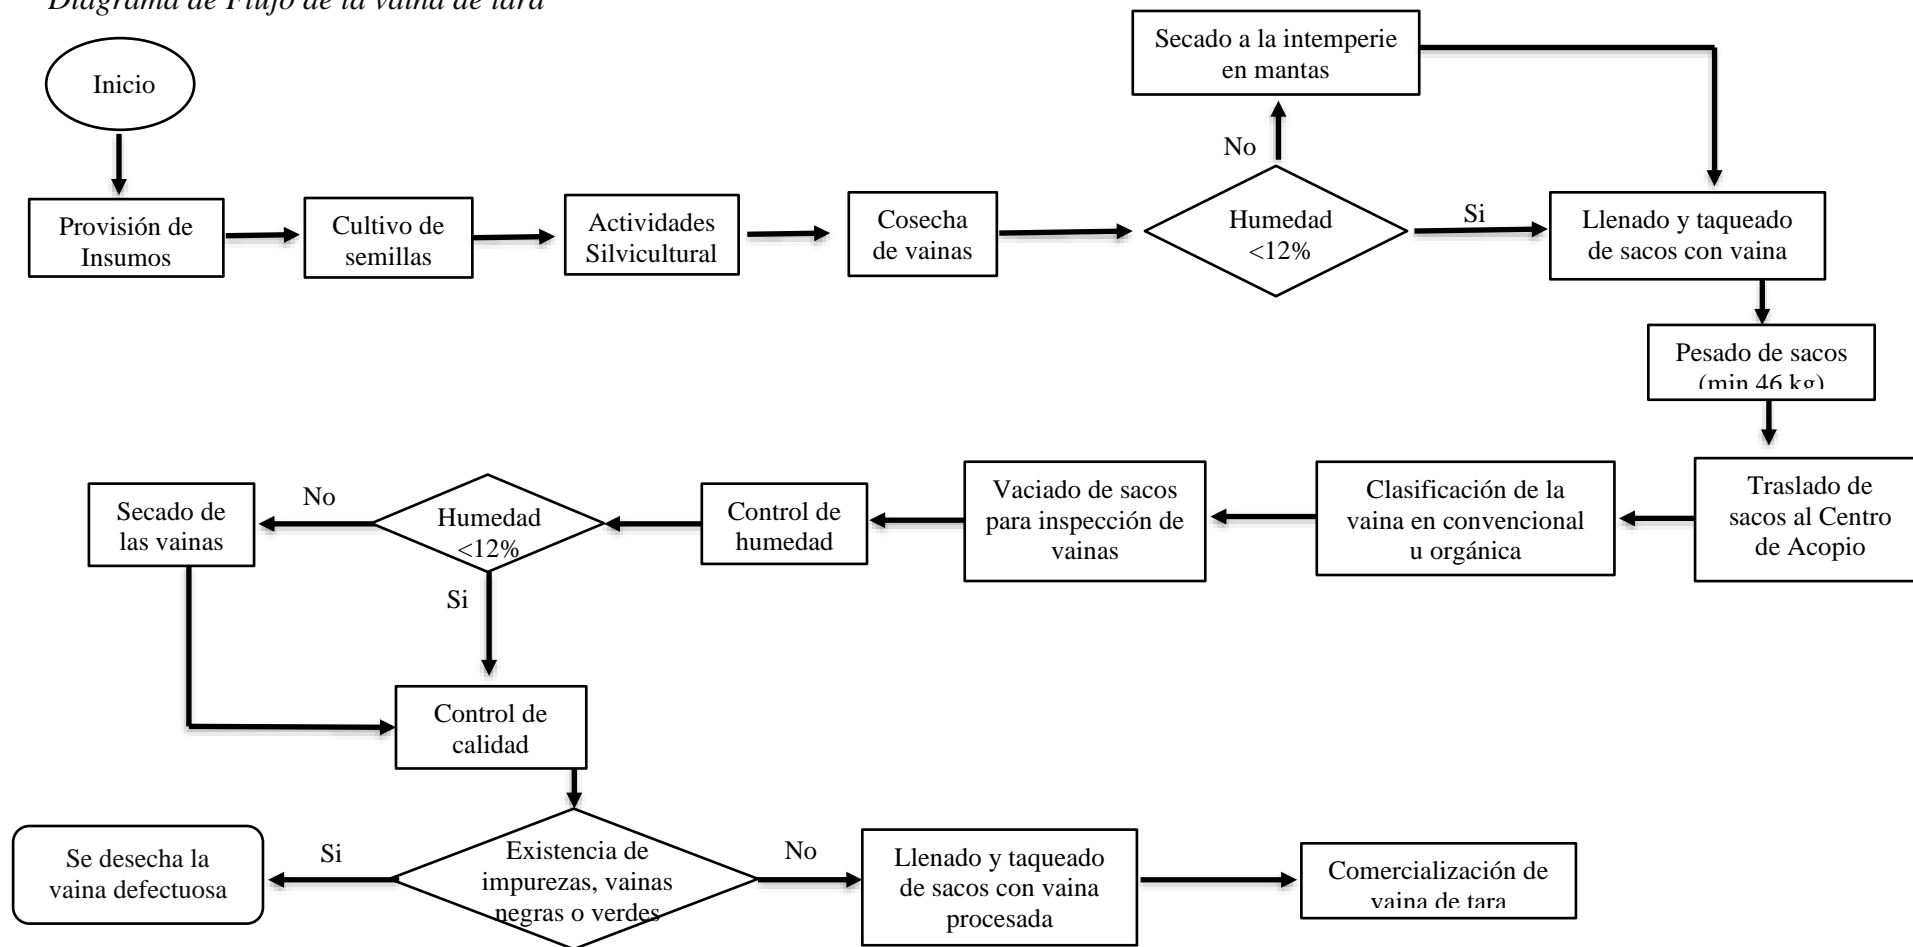 Diagrama de Flujo de la vaina de tara
Inicio
Secado a la intemperie
en mantas
No
Provisión de
Insumos
Cultivo de
semillas
Actividades
Silvicultural
Cosecha
de vainas
Humedad
<12%
Si
Llenado y taqueado
de sacos con vaina
Pesado de sacos
(min 46 kg)
Traslado de
sacos al Centro
de Acopio
Clasificación de la
vaina en convencional
u orgánica
Vaciado de sacos
para inspección de
vainas
Control de
humedad
Humedad
<12%
No
Secado de
las vainas
Si
Control de
calidad
Existencia de
impurezas, vainas
negras o verdes
Si
Se desecha la
vaina defectuosa
No
Llenado y taqueado
de sacos con vaina
procesada
Comercialización de
vaina de tara